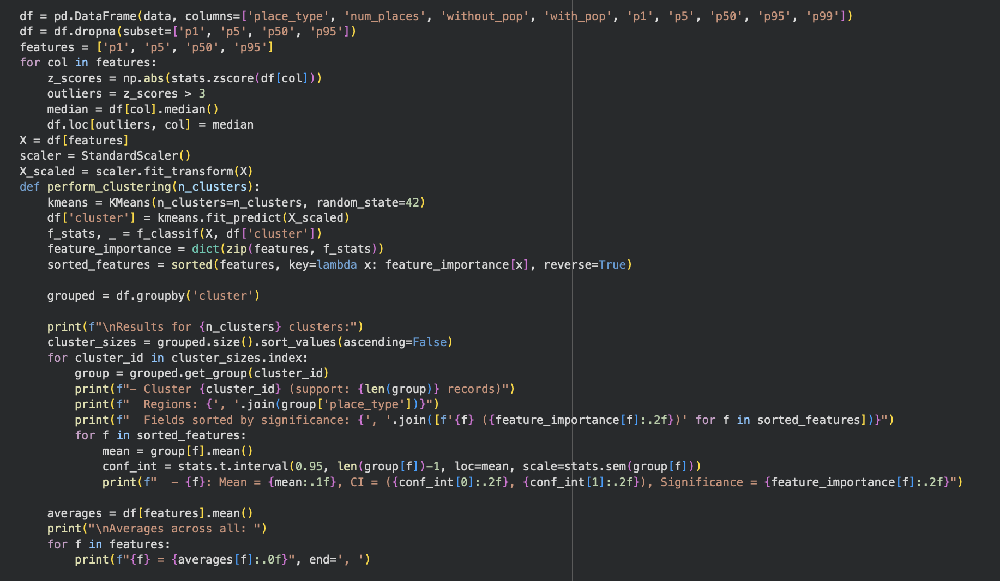 df = pd.DataFrame(data, columns=['place_type', 'num_places', 'without_pop', 'with_pop', 'p1', 'p5', 'p50', 'p95', 'p99'])
df = df.dropna(subset=['p1', 'p5', 'p50', 'p95'])
features = ['p1', 'p5', 'p50', 'p95']
for col in features:
    z_scores = np.abs(stats.zscore(df[col]))
    outliers = z_scores > 3
    median = df[col].median()
    df.loc[outliers, col] = median
X = df[features]
scaler = StandardScaler()
X_scaled = scaler.fit_transform(X)
def perform_clustering(n_clusters):
    kmeans = KMeans(n_clusters=n_clusters, random_state=42)
    df['cluster'] = kmeans.fit_predict(X_scaled)
    f_stats, _ = f_classif(X, df['cluster'])
    feature_importance = dict(zip(features, f_stats))
    sorted_features = sorted(features, key=lambda x: feature_importance[x], reverse=True)

    grouped = df.groupby('cluster')

    print(f"\nResults for {n_clusters} clusters:")
    cluster_sizes = grouped.size().sort_values(ascending=False)
    for cluster_id in cluster_sizes.index:
        group = grouped.get_group(cluster_id)
        print(f"- Cluster {cluster_id} (support: {len(group)} records)")
        print(f"  Regions: {', '.join(group['place_type'])}")
        print(f"  Fields sorted by significance: {', '.join([f'{f} ({feature_importance[f]:.2f})' for f in sorted_features])}")
        for f in sorted_features:
            mean = group[f].mean()
            conf_int = stats.t.interval(0.95, len(group[f])-1, loc=mean, scale=stats.sem(group[f]))
            print(f"  - {f}: Mean = {mean:.1f}, CI = ({conf_int[0]:.2f}, {conf_int[1]:.2f}), Significance = {feature_importance[f]:.2f}")

    averages = df[features].mean()
    print("\nAverages across all: ")
    for f in features:
        print(f"{f} = {averages[f]:.0f}", end=', ')